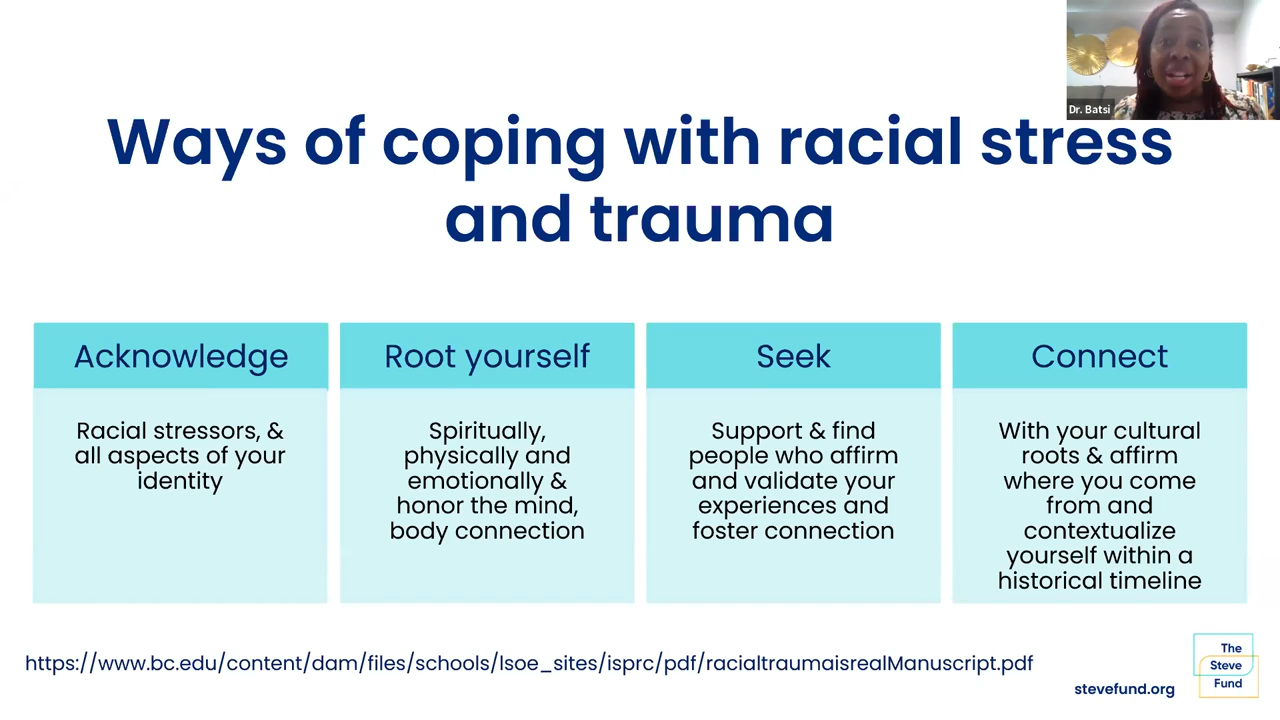 Dr. Batsi
Ways of coping with racial stress
and trauma
Acknowledge
Racial stressors, &
all aspects of your
identity
Root yourself
Spiritually,
physically and
emotionally &
honor the mind,
body connection
Seek
Support & find
people who affirm
and validate your
experiences and
foster connection
Connect
With your cultural
roots & affirm
where you come
from and
contextualize
yourself within a
historical timeline
https://www.bc.edu/content/dam/files/schools/lsoe_sites/isprc/pdf/racialtraumaisrealManuscript.pdf
stevefund.org
The
Steve
Fund